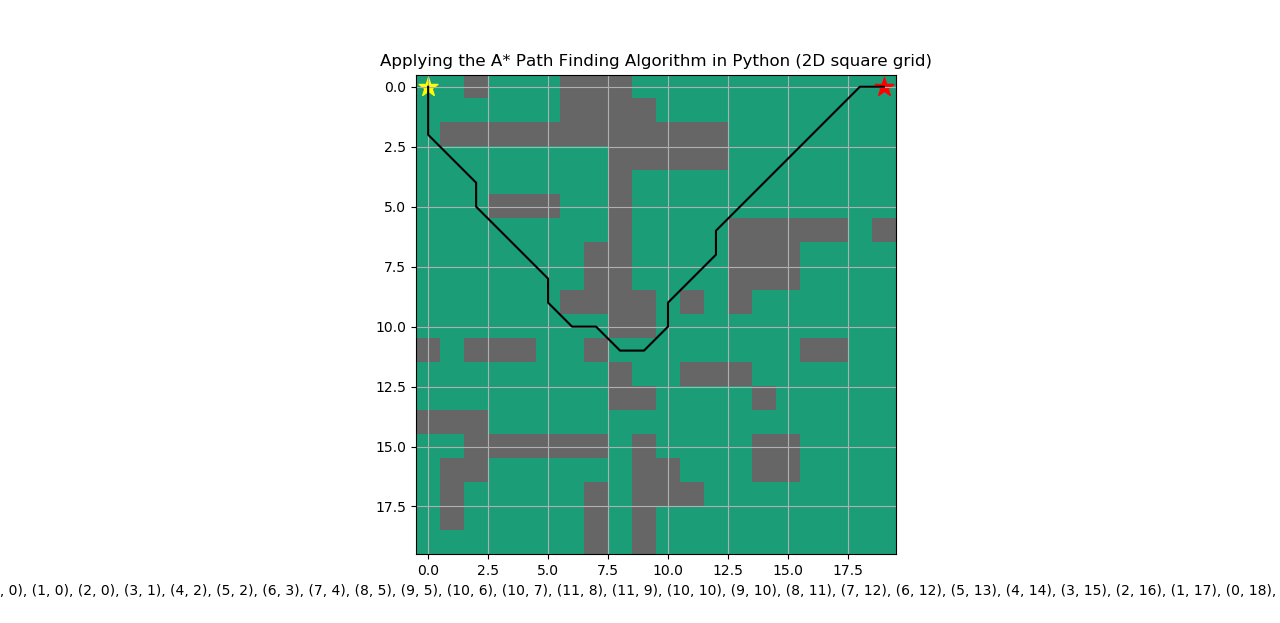 Applying the A* Path Finding Algorithm in Python (2D square grid)
0.0
2.5
5.0
7.5
10.0
12.5
15.0
17.5
0.0 2.5 5.0 7.5 10.0 12.5 15.0 17.5
, 0), (1, 0), (2, 0), (3, 1), (4, 2), (5, 2), (6, 3), (7, 4), (8, 5), (9, 5), (10, 6), (10, 7), (11, 8), (11, 9), (10, 10), (9, 10), (8, 11), (7, 12), (6, 12), (5, 13), (4, 14), (3, 15), (2, 16), (1, 17), (0, 18),